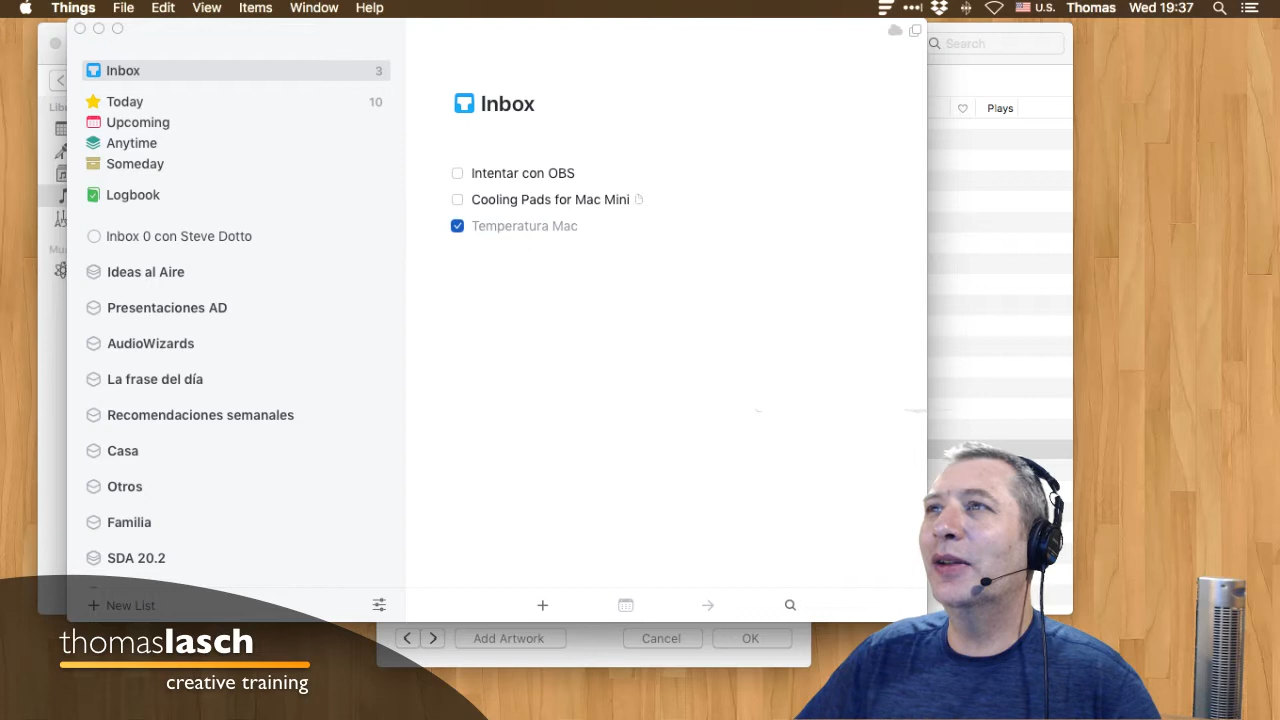 Things File Edit View Items Window Help
U.S. Thomas Wed 19:37
Search
Inbox 3
Today 10
Upcoming
Anytime
Someday
Logbook
Inbox 0 con Steve Dotto
Ideas al Aire
Presentaciones AD
AudioWizards
La frase del día
Recomendaciones semanales
Casa
Otros
Familia
SDA 20.2
New List
Inbox
Intentar con OBS
Cooling Pads for Mac Mini
Temperatura Mac
Plays
Add Artwork Cancel OK
thomaslasch
creative training